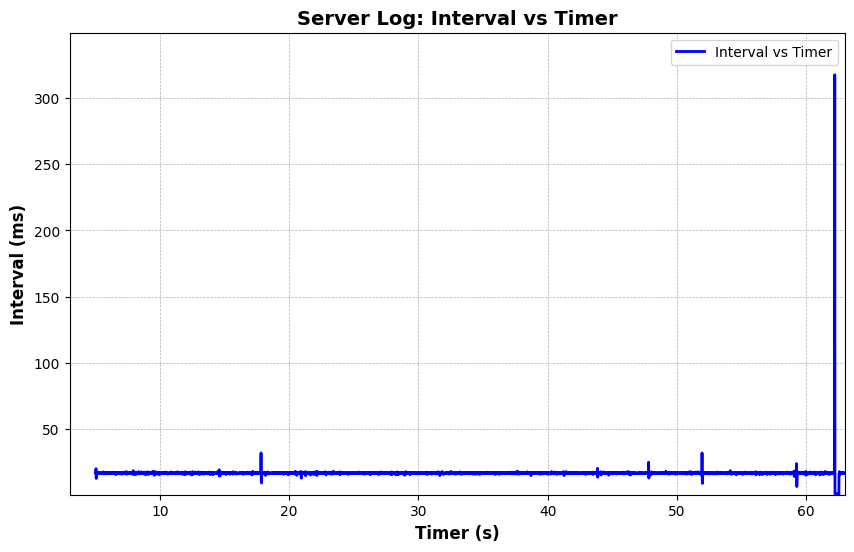 Server Log: Interval vs Timer
Interval vs Timer
Interval (ms)
300
250
200
150
100
50
10 20 30 40 50 60
Timer (s)